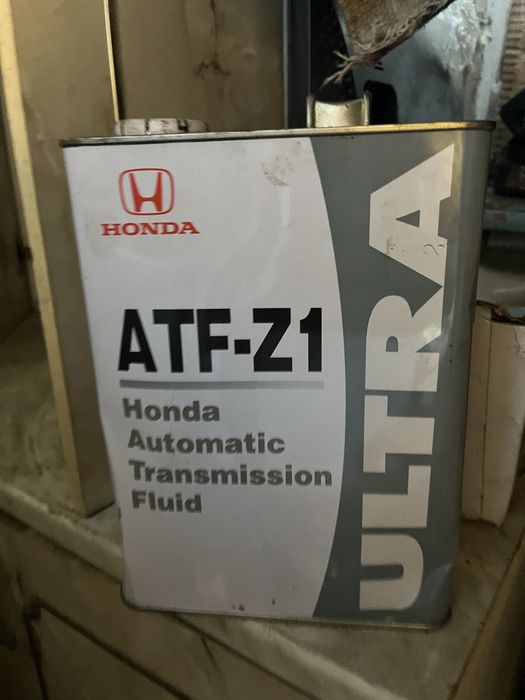 HONDA
ATF-Z1
Honda
Automatic
Transmission
Fluid
ULTRA